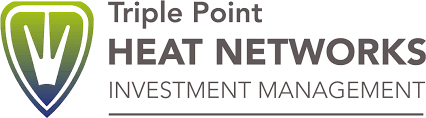 Triple Point
HEAT NETWORKS
INVESTMENT MANAGEMENT